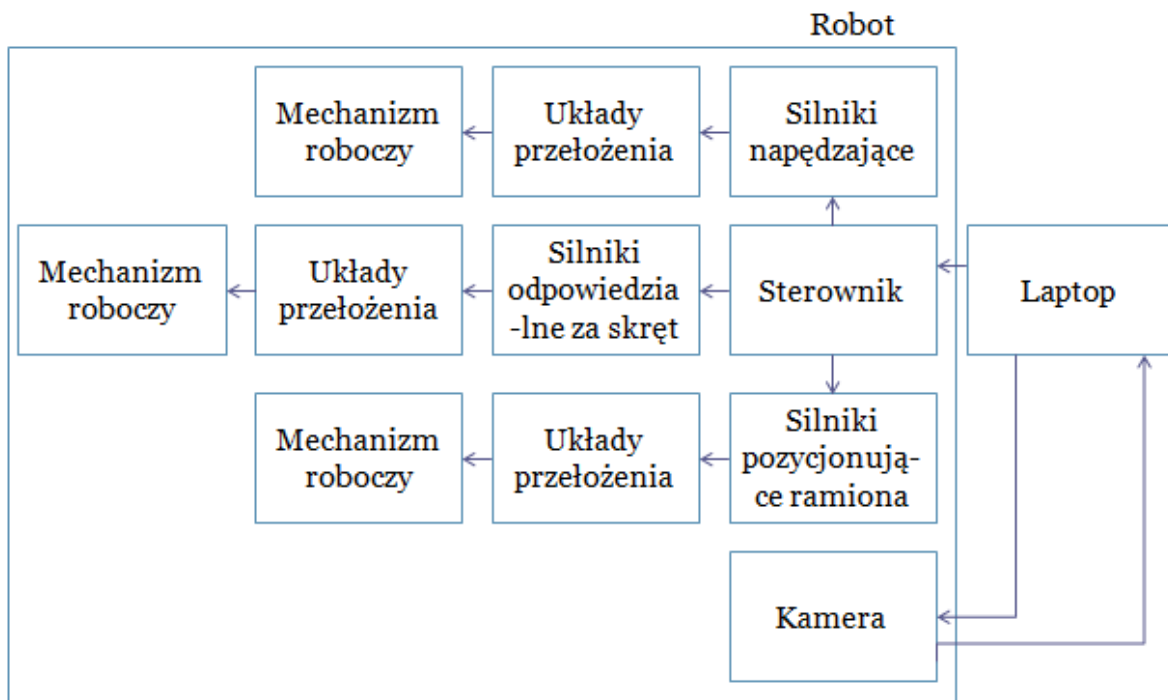 Robot
Mechanizm
roboczy
Układy
przełożenia
Silniki
napędzające
Mechanizm
roboczy
Układy
przełożenia
Silniki
odpowiedzia
-lne za skręt
Sterownik
Laptop
Mechanizm
roboczy
Układy
przełożenia
Silniki
pozycjonują-
ce ramiona
Kamera